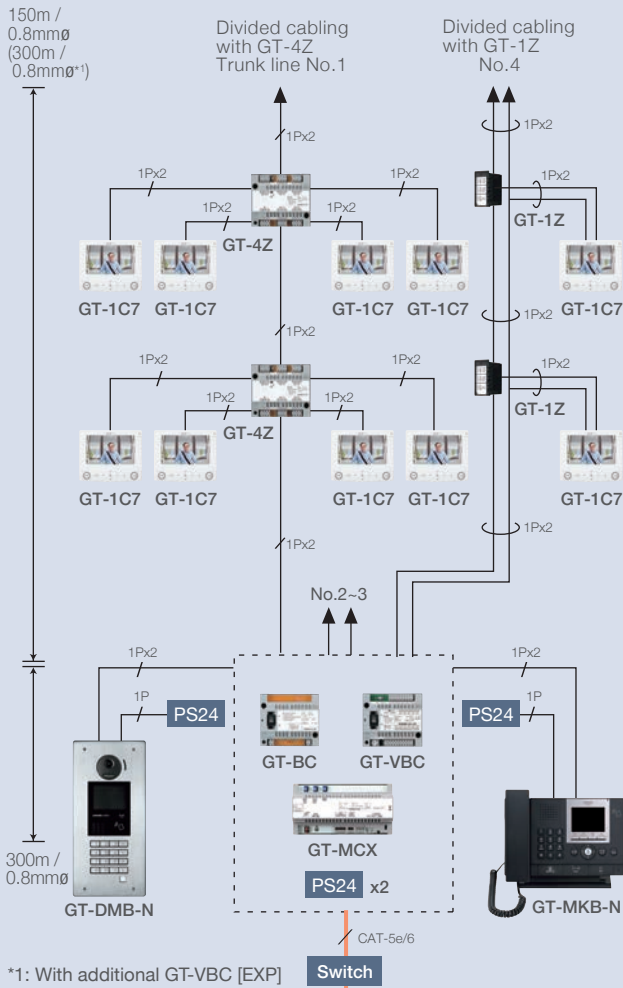 150m /
0.8mmø
(300m /
0.8mmø*1)
Divided cabling
with GT-4Z
Trunk line No.1
Divided cabling
with GT-1Z
No.4
1Px2
1Px2
1Px2
1Px2
1Px2
1Px2
1Px2
GT-4Z
GT-1Z
GT-1C7
GT-1C7
GT-1C7
GT-1C7
GT-1C7
1Px2
1Px2
1Px2
1Px2
1Px2
1Px2
1Px2
GT-4Z
GT-1Z
GT-1C7
GT-1C7
GT-1C7
GT-1C7
GT-1C7
1Px2
1Px2
No.2~3
1Px2
1Px2
1P
PS24
PS24
1P
GT-BC
GT-VBC
GT-MCX
PS24 x2
300m /
0.8mmø
GT-DMB-N
GT-MKB-N
CAT-5e/6
*1: With additional GT-VBC [EXP]
Switch